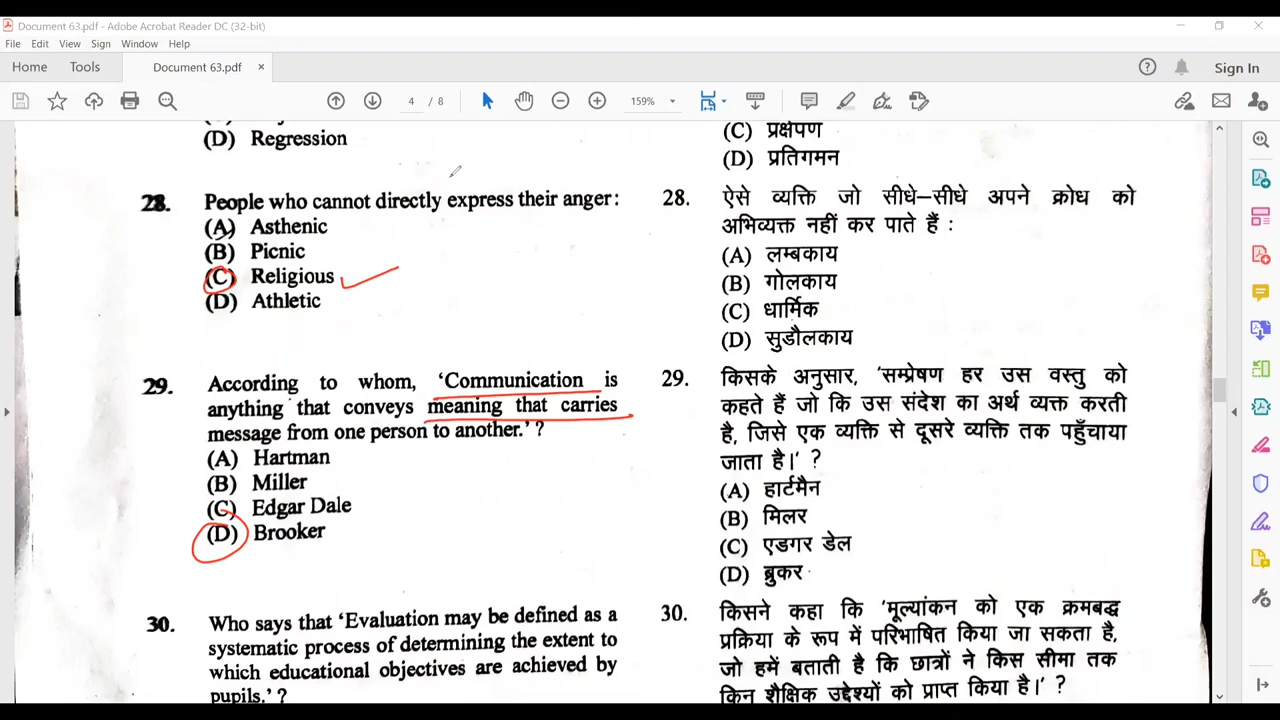 Document 63.pdf - Adobe Acrobat Reader DC (32-bit)
File Edit View Sign Window Help
Home Tools Document 63.pdf × Sign In
4 / 8 159%
(D) Regression
28. People who cannot directly express their anger:
(A) Asthenic
(B) Picnic
(C) Religious
(D) Athletic
29. According to whom, ‘Communication is
anything that conveys meaning that carries
message from one person to another.’ ?
(A) Hartman
(B) Miller
(C) Edgar Dale
(D) Brooker
30. Who says that ‘Evaluation may be defined as a
systematic process of determining the extent to
which educational objectives are achieved by
pupils.’ ?
(C) प्रक्षेपण
(D) प्रतिगमन
28. ऐसे व्यक्ति जो सीधे–सीधे अपने क्रोध को
अभिव्यक्त नहीं कर पाते हैं :
(A) लम्बकाय
(B) गोलकाय
(C) धार्मिक
(D) सुडौलकाय
29. किसके अनुसार, ‘सम्प्रेषण हर उस वस्तु को
कहते हैं जो कि उस संदेश का अर्थ व्यक्त करती
है, जिसे एक व्यक्ति से दूसरे व्यक्ति तक पहुँचाया
जाता है।’ ?
(A) हार्टमैन
(B) मिलर
(C) एडगर डेल
(D) ब्रुकर
30. किसने कहा कि ‘मूल्यांकन को एक क्रमबद्ध
प्रक्रिया के रूप में परिभाषित किया जा सकता है,
जो हमें बताती है कि छात्रों ने किस सीमा तक
किन शैक्षिक उद्देश्यों को प्राप्त किया है।’ ?